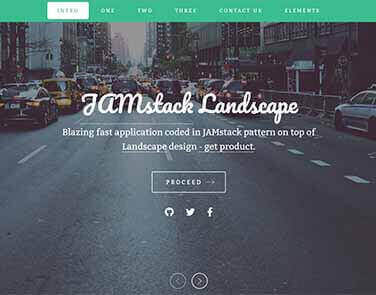 INTRO
ONE
TWO
THREE
CONTACT US
ELEMENTS
JAMstack Landscape
Blazing fast application coded in JAMstack pattern on top of
Landscape design - get product.
PROCEED